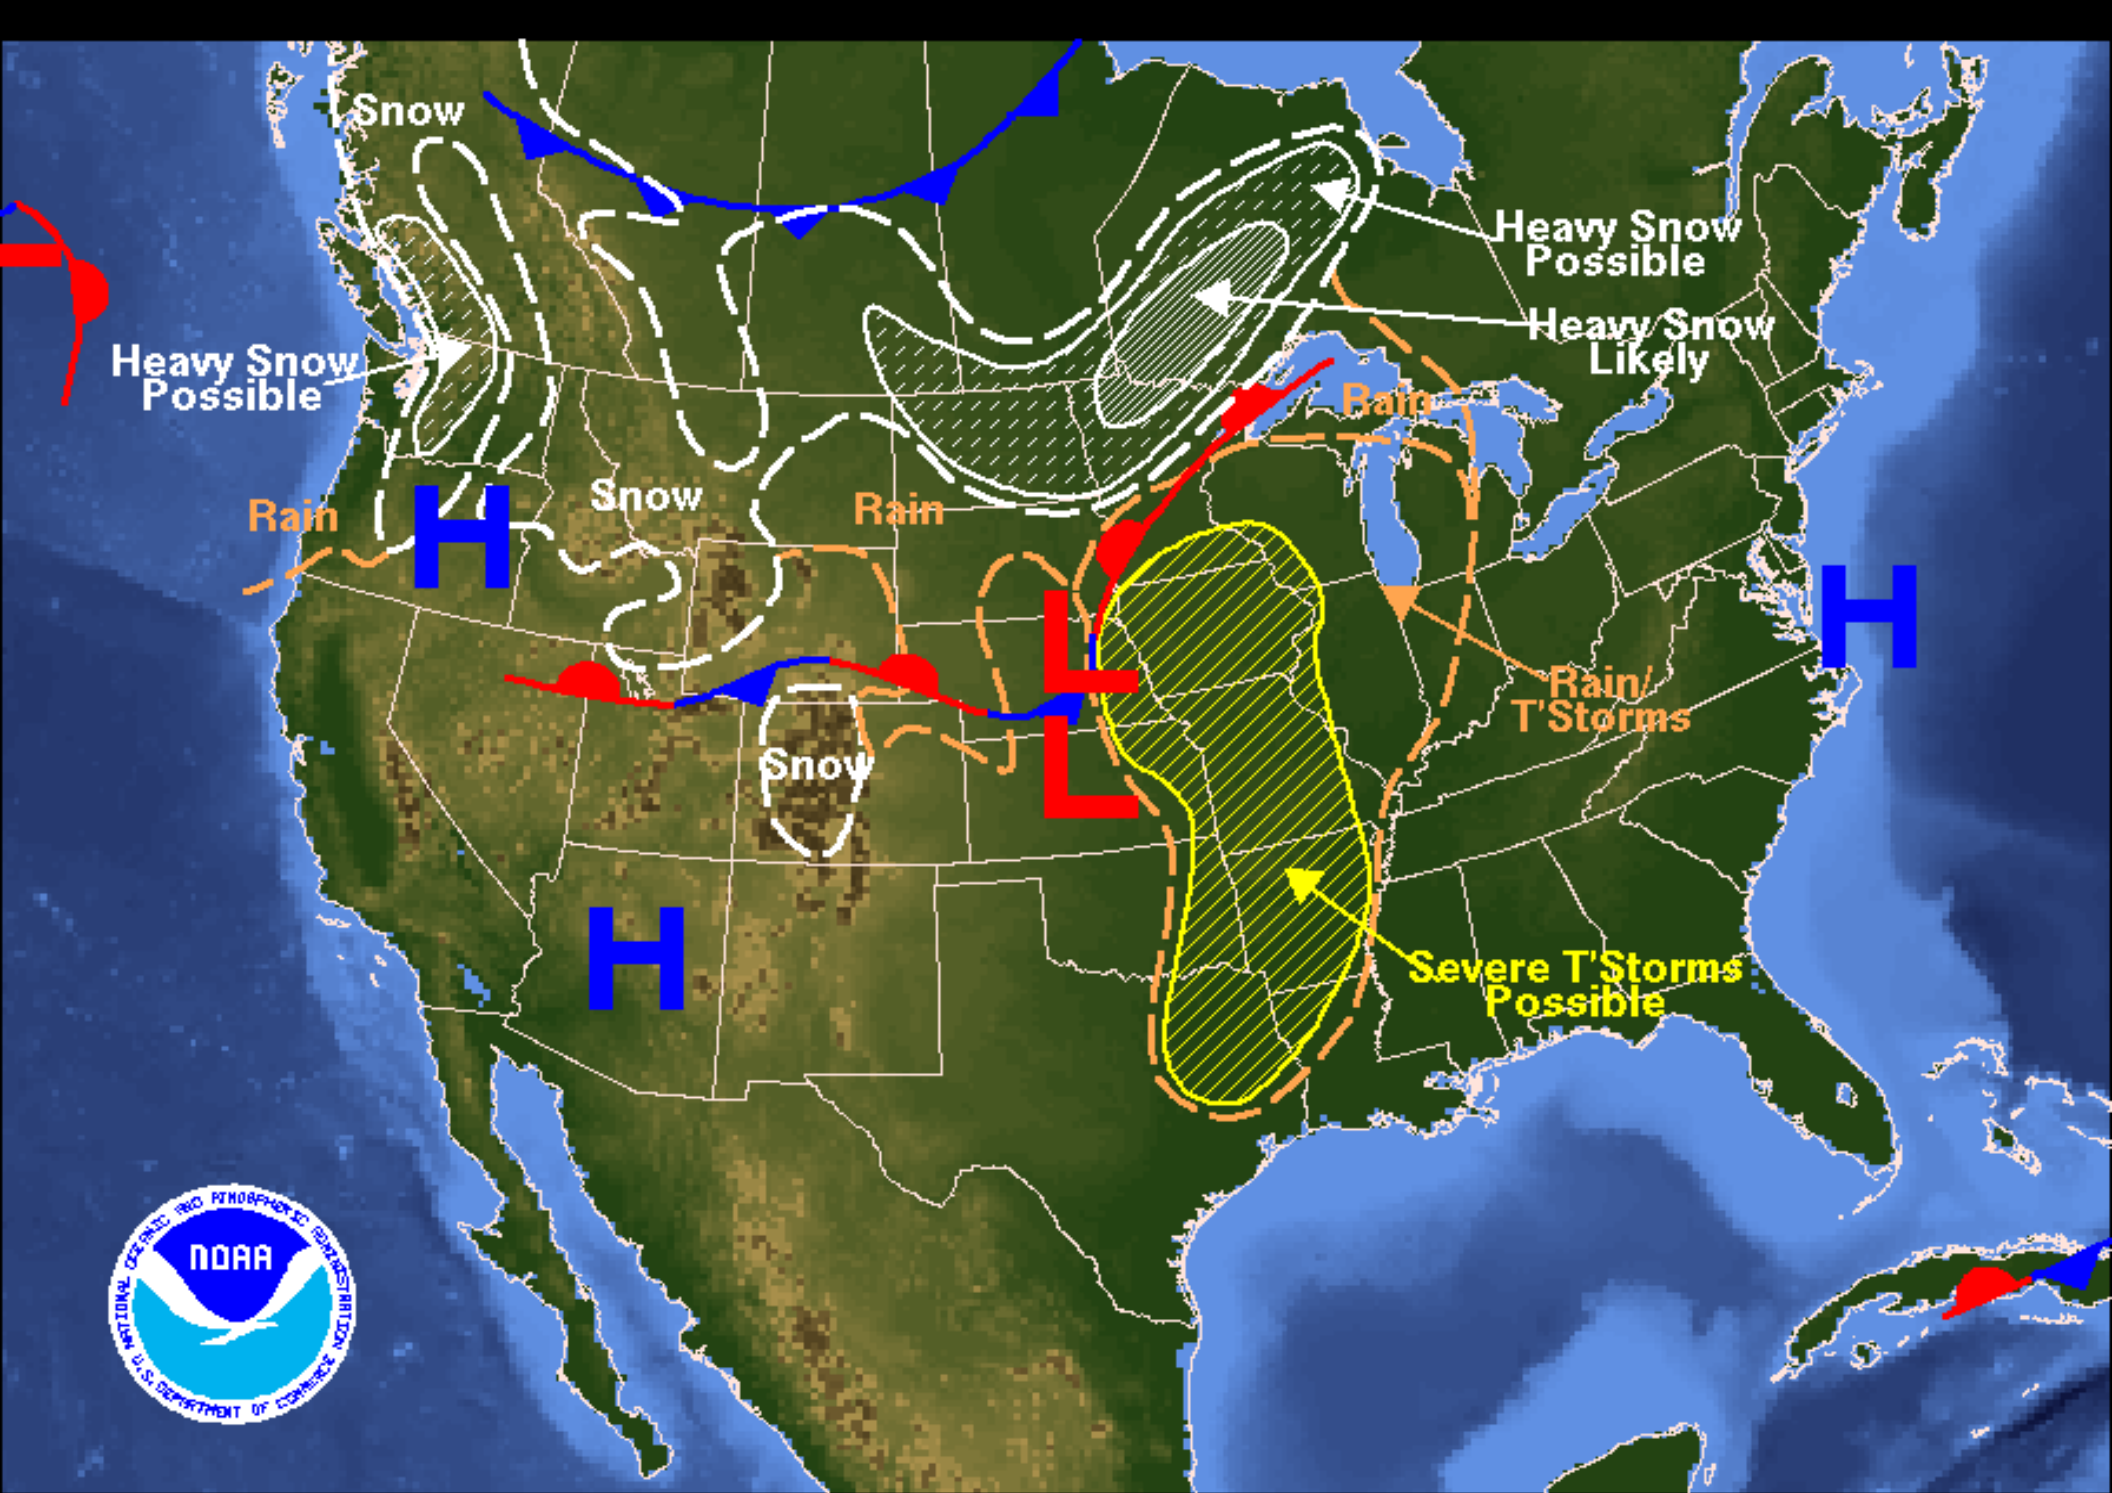 Snow
Heavy Snow
Possible
Heavy Snow
Likely
Heavy Snow
Possible
Rain
Snow
Rain
Rain
H
L
H
Rain/
T'Storms
L
Snow
H
Severe T'Storms
Possible
NATIONAL OCEANIC AND ATMOSPHERIC ADMINISTRATION
NOAA
U.S. DEPARTMENT OF COMMERCE